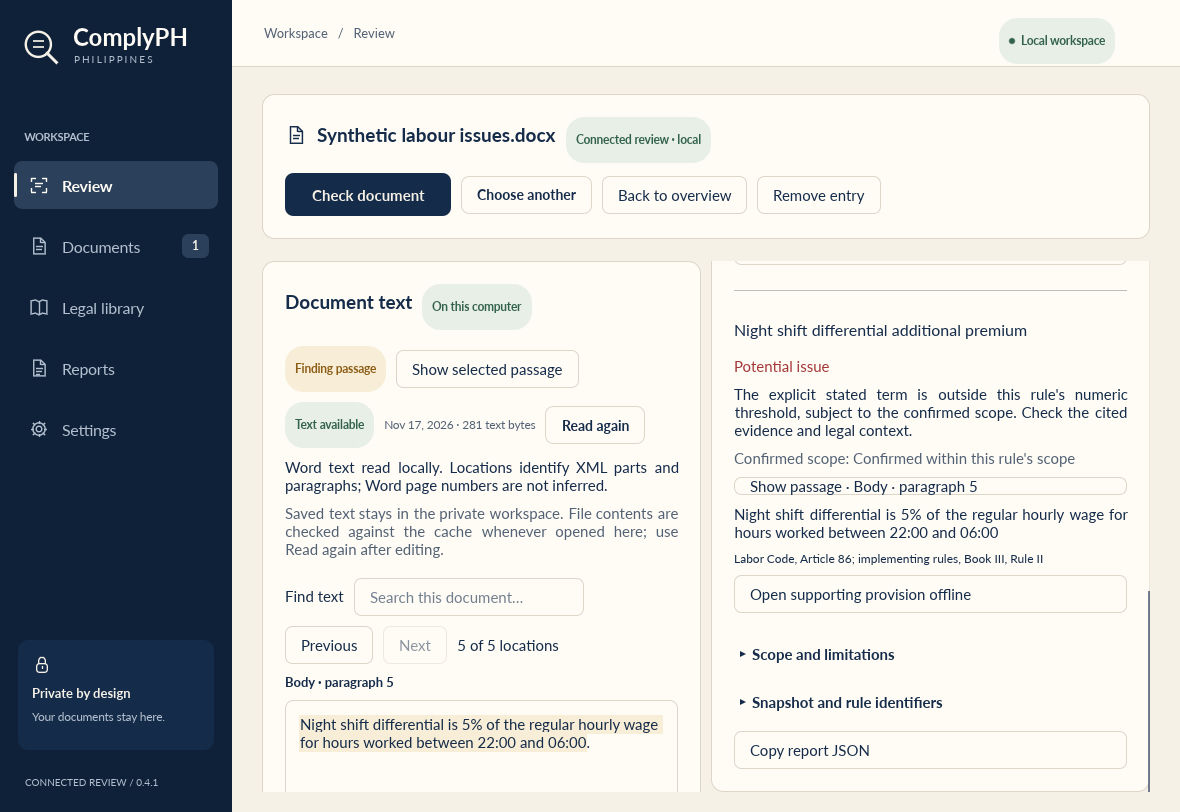 ComplyPH
PHILIPPINES
WORKSPACE
Review
Documents 1
Legal library
Reports
Settings
Private by design
Your documents stay here.
CONNECTED REVIEW / 0.4.1
Workspace / Review
Local workspace
Synthetic labour issues.docx
Connected review · local
Check document
Choose another
Back to overview
Remove entry
Document text
On this computer
Finding passage
Show selected passage
Text available
Nov 17, 2026 · 281 text bytes
Read again
Word text read locally. Locations identify XML parts and
paragraphs; Word page numbers are not inferred.
Saved text stays in the private workspace. File contents are
checked against the cache whenever opened here; use
Read again after editing.
Find text
Search this document...
Previous
Next
5 of 5 locations
Body · paragraph 5
Night shift differential is 5% of the regular hourly wage
for hours worked between 22:00 and 06:00.
Night shift differential additional premium
Potential issue
The explicit stated term is outside this rule's numeric
threshold, subject to the confirmed scope. Check the cited
evidence and legal context.
Confirmed scope: Confirmed within this rule's scope
Show passage · Body · paragraph 5
Night shift differential is 5% of the regular hourly wage for
hours worked between 22:00 and 06:00
Labor Code, Article 86; implementing rules, Book III, Rule II
Open supporting provision offline
Scope and limitations
Snapshot and rule identifiers
Copy report JSON